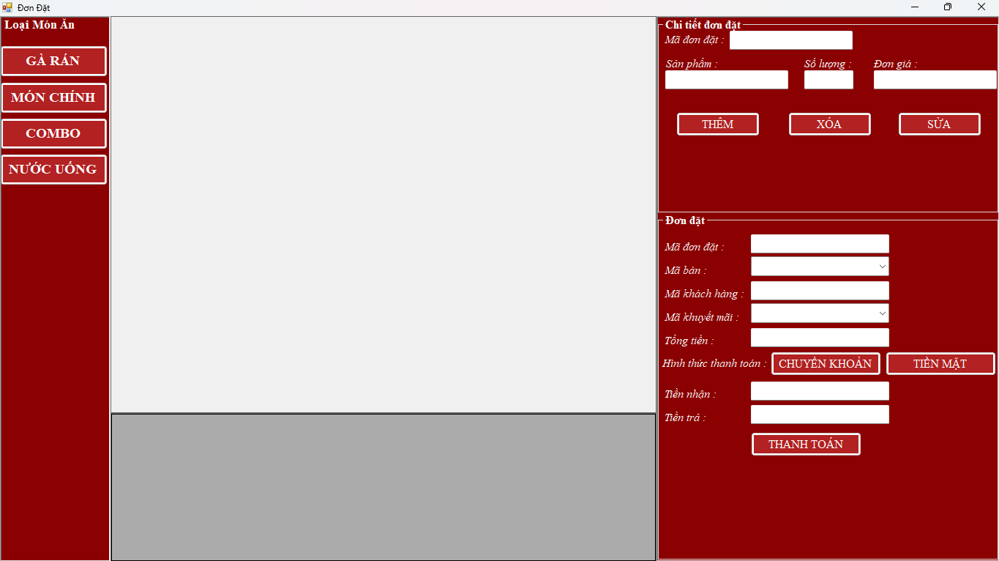 Đơn Đặt
Loại Món Ăn
GÀ RÁN
MÓN CHÍNH
COMBO
NƯỚC UỐNG
Chi tiết đơn đặt
Mã đơn đặt :
Sản phẩm :
Số lượng :
Đơn giá :
THÊM
XÓA
SỬA
Đơn đặt
Mã đơn đặt :
Mã bàn :
Mã khách hàng :
Mã khuyết mãi :
Tổng tiền :
Hình thức thanh toán :
CHUYỂN KHOẢN
TIỀN MẶT
Tiền nhận :
Tiền trả :
THANH TOÁN